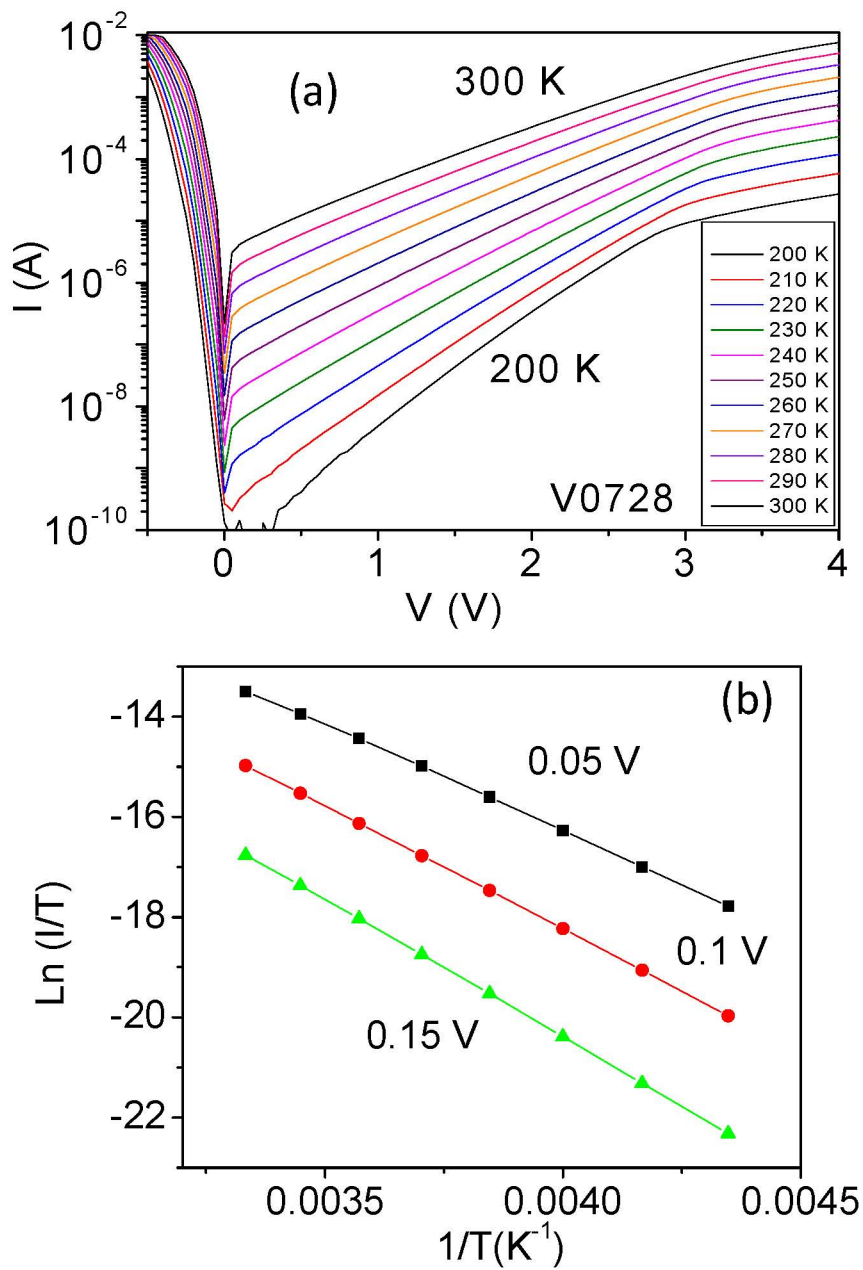 10⁻²
10⁻⁴
10⁻⁶
10⁻⁸
10⁻¹⁰
I (A)
(a)
300 K
200 K
V0728
200 K
210 K
220 K
230 K
240 K
250 K
260 K
270 K
280 K
290 K
300 K
0 1 2 3 4
V (V)
(b)
-14
-16
-18
-20
-22
Ln (I/T)
0.05 V
0.1 V
0.15 V
0.0035 0.0040 0.0045
1/T(K⁻¹)